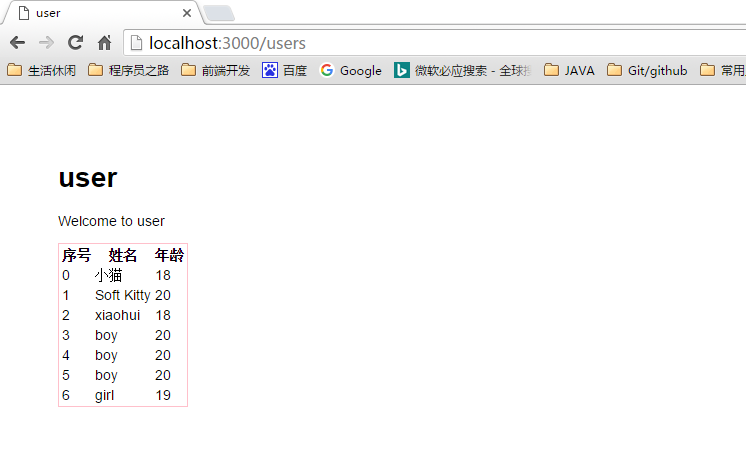 user
localhost:3000/users
生活休闲 程序员之路 前端开发 百度 Google 微软必应搜索 - 全球 JAVA Git/github 常用
user
Welcome to user
序号 姓名 年龄
0 小猫 18
1 Soft Kitty 20
2 xiaohui 18
3 boy 20
4 boy 20
5 boy 20
6 girl 19